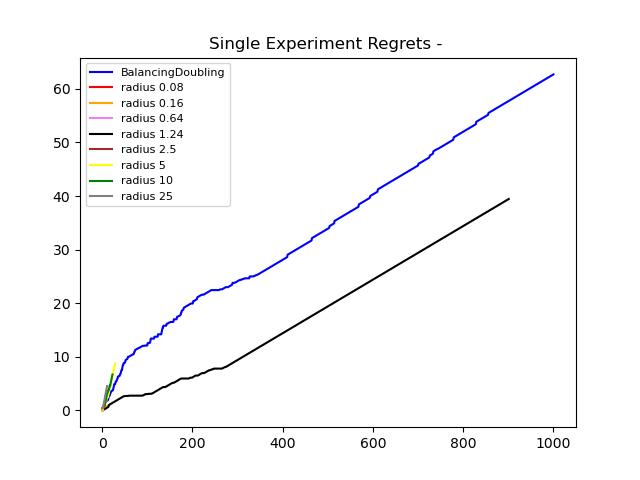 Single Experiment Regrets -
BalancingDoubling
radius 0.08
radius 0.16
radius 0.64
radius 1.24
radius 2.5
radius 5
radius 10
radius 25
60
50
40
30
20
10
0
0 200 400 600 800 1000